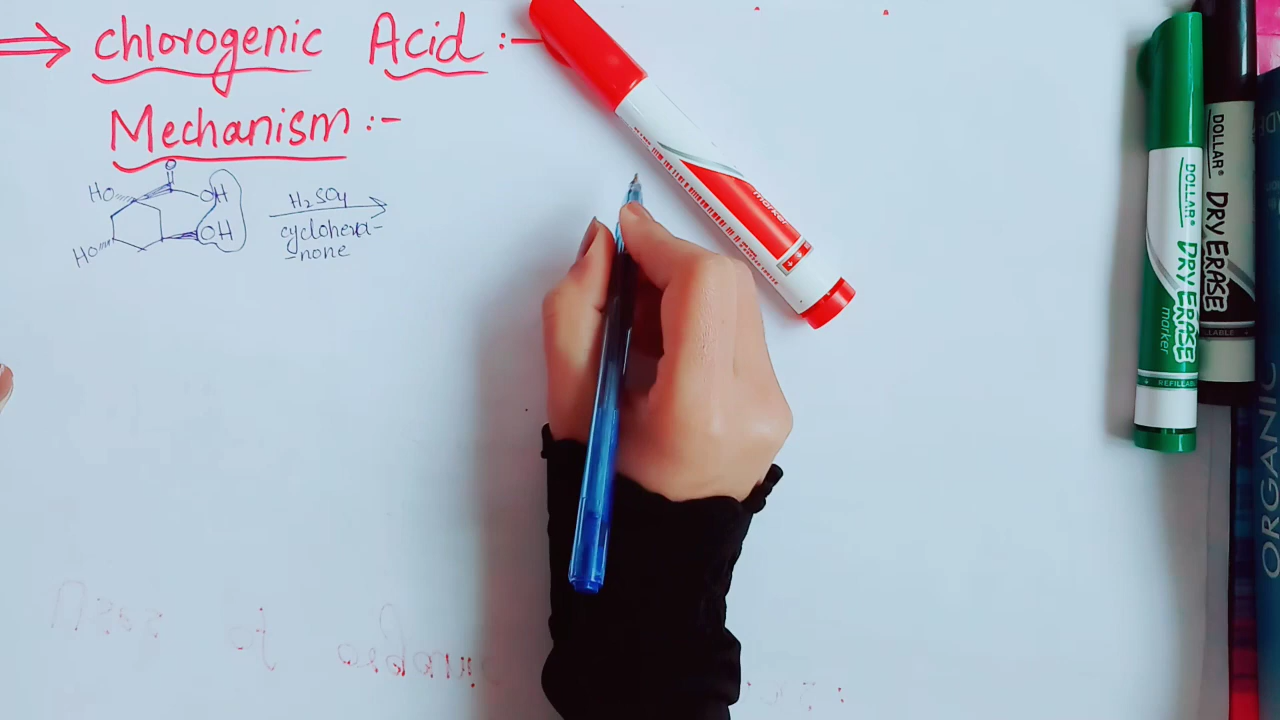 ⇒ chlorogenic Acid :-
Mechanism :-
O
HO OH
HO OH
H₂SO₄
cyclohexa-
-none
marker
DOLLAR®
DRY ERASE
marker
REFILLABLE
DOLLAR®
DRY ERASE
ORGANIC